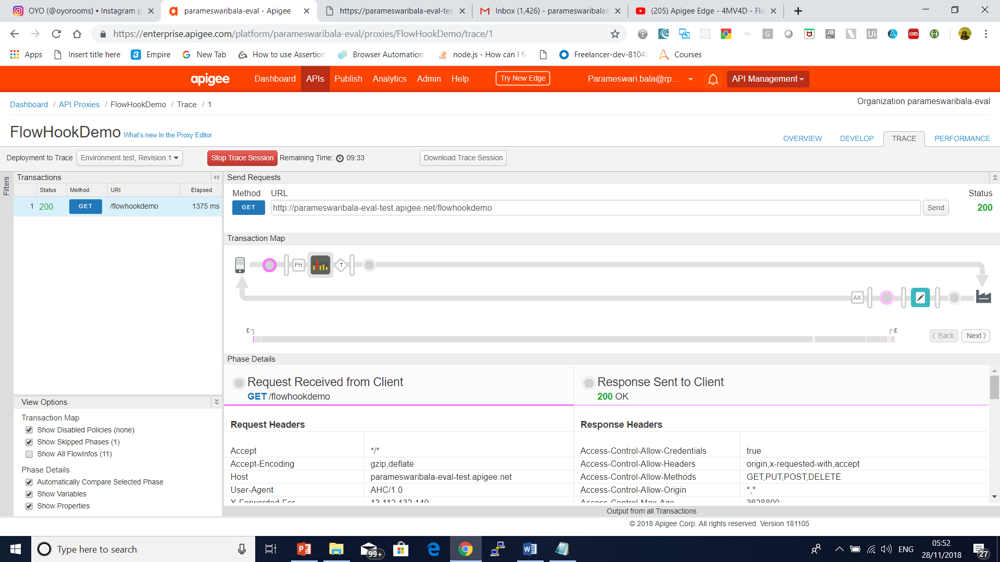 OYO (@oyorooms) • Instagram p
parameswaribala-eval - Apigee
https://parameswaribala-eval-tes
Inbox (1,426) - parameswaribala@
(205) Apigee Edge - 4MV4D - Flo
https://enterprise.apigee.com/platform/parameswaribala-eval/proxies/FlowHookDemo/trace/1
Apps
Insert title here
Empire
New Tab
How to use Assertion
Browser Automation
node.js - How can I fi
Freelancer-dev-81048
Courses
apigee
Dashboard
APIs
Publish
Analytics
Admin
Help
Try New Edge
Parameswari.bala@rp...
API Management
Dashboard / API Proxies / FlowHookDemo / Trace / 1
Organization parameswaribala-eval
FlowHookDemo What's new in the Proxy Editor
OVERVIEW
DEVELOP
TRACE
PERFORMANCE
Deployment to Trace
Environment test, Revision 1
Stop Trace Session
Remaining Time: 09:33
Download Trace Session
Filters
Transactions
Status Method URI Elapsed
1 200 GET /flowhookdemo 1375 ms
Send Requests
Method URL Status
GET http://parameswaribala-eval-test.apigee.net/flowhookdemo Send 200
Transaction Map
FH
T
AX
ε
ε
Back
Next
Phase Details
Request Received from Client
GET /flowhookdemo
Response Sent to Client
200 OK
Request Headers
Accept */*
Accept-Encoding gzip,deflate
Host parameswaribala-eval-test.apigee.net
User-Agent AHC/1.0
X-Forwarded-For 13.112.132.149
Response Headers
Access-Control-Allow-Credentials true
Access-Control-Allow-Headers origin,x-requested-with,accept
Access-Control-Allow-Methods GET,PUT,POST,DELETE
Access-Control-Allow-Origin *,*
Access-Control-Max-Age 3628800
View Options
Transaction Map
Show Disabled Policies (none)
Show Skipped Phases (1)
Show All FlowInfos (11)
Phase Details
Automatically Compare Selected Phase
Show Variables
Show Properties
Output from all Transactions
© 2018 Apigee Corp. All rights reserved. Version 181105
Type here to search
99+
ENG
05:52
28/11/2018
27